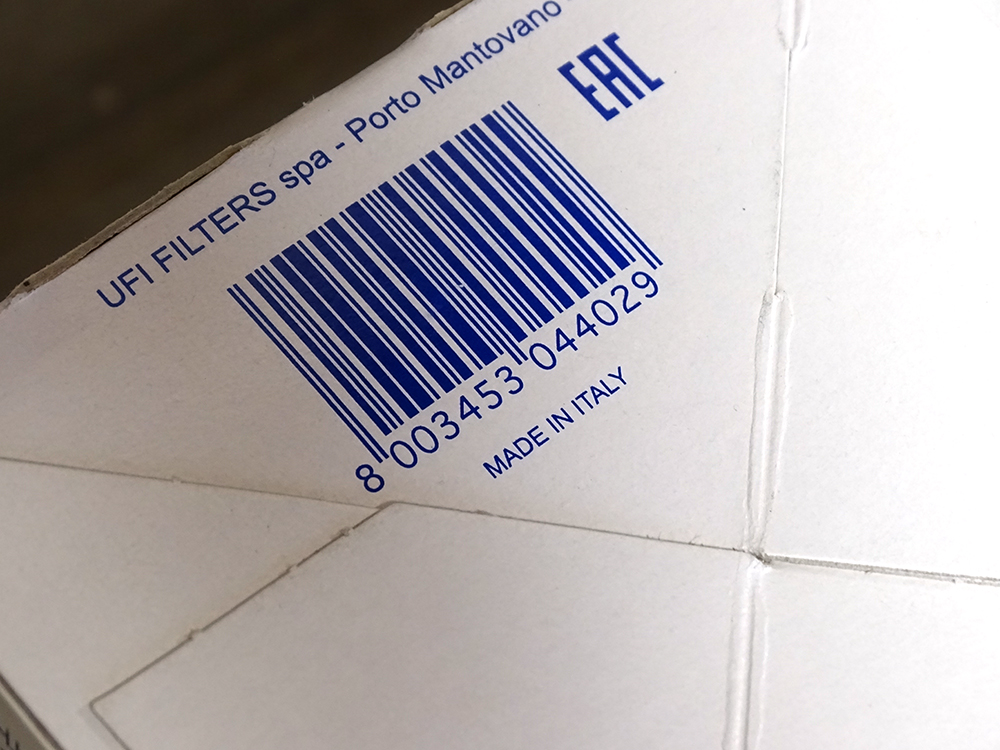 UFI FILTERS spa - Porto Mantovano
EAC
8 003453 044029
MADE IN ITALY